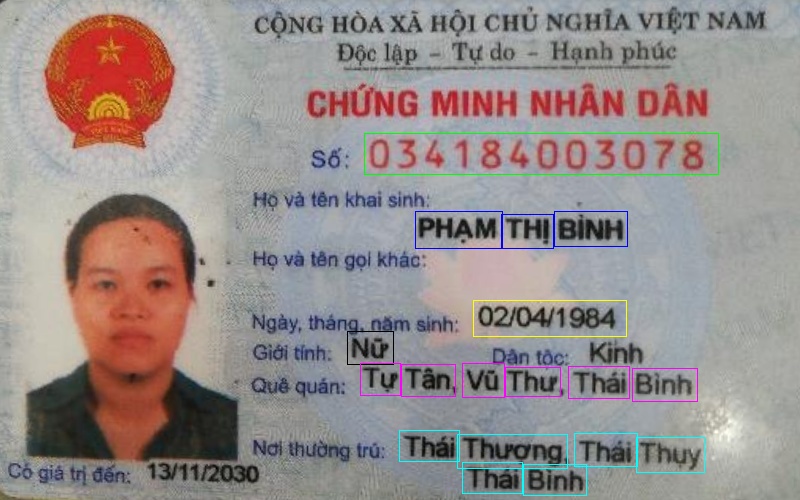 CỘNG HÒA XÃ HỘI CHỦ NGHĨA VIỆT NAM
Độc lập - Tự do - Hạnh phúc
CHỨNG MINH NHÂN DÂN
Số: 034184003078
Họ và tên khai sinh:
PHẠM THỊ BÌNH
Họ và tên gọi khác:
Ngày, tháng, năm sinh: 02/04/1984
Giới tính: Nữ Dân tộc: Kinh
Quê quán: Tự Tân, Vũ Thư, Thái Bình
Nơi thường trú: Thái Thượng, Thái Thụy
Thái Bình
Có giá trị đến: 13/11/2030